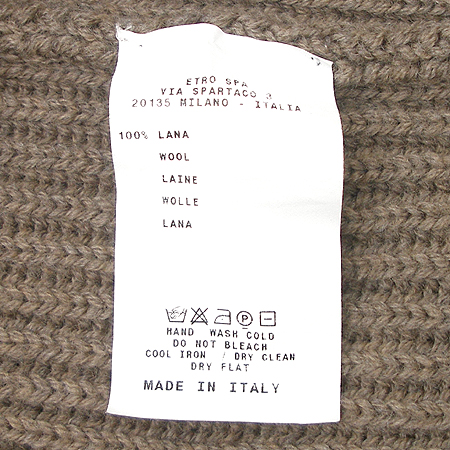 ETRO SPA
VIA SPARTACO 3
20135 MILANO - ITALIA
100% LANA
WOOL
LAINE
WOLLE
LANA
P
HAND WASH COLD
DO NOT BLEACH
COOL IRON / DRY CLEAN
DRY FLAT
MADE IN ITALY